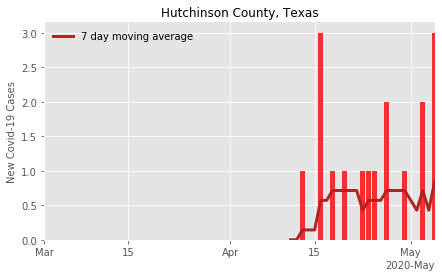 Hutchinson County, Texas
7 day moving average
New Covid-19 Cases
3.0
2.5
2.0
1.5
1.0
0.5
0.0
Mar 15 Apr 15 May
2020-May